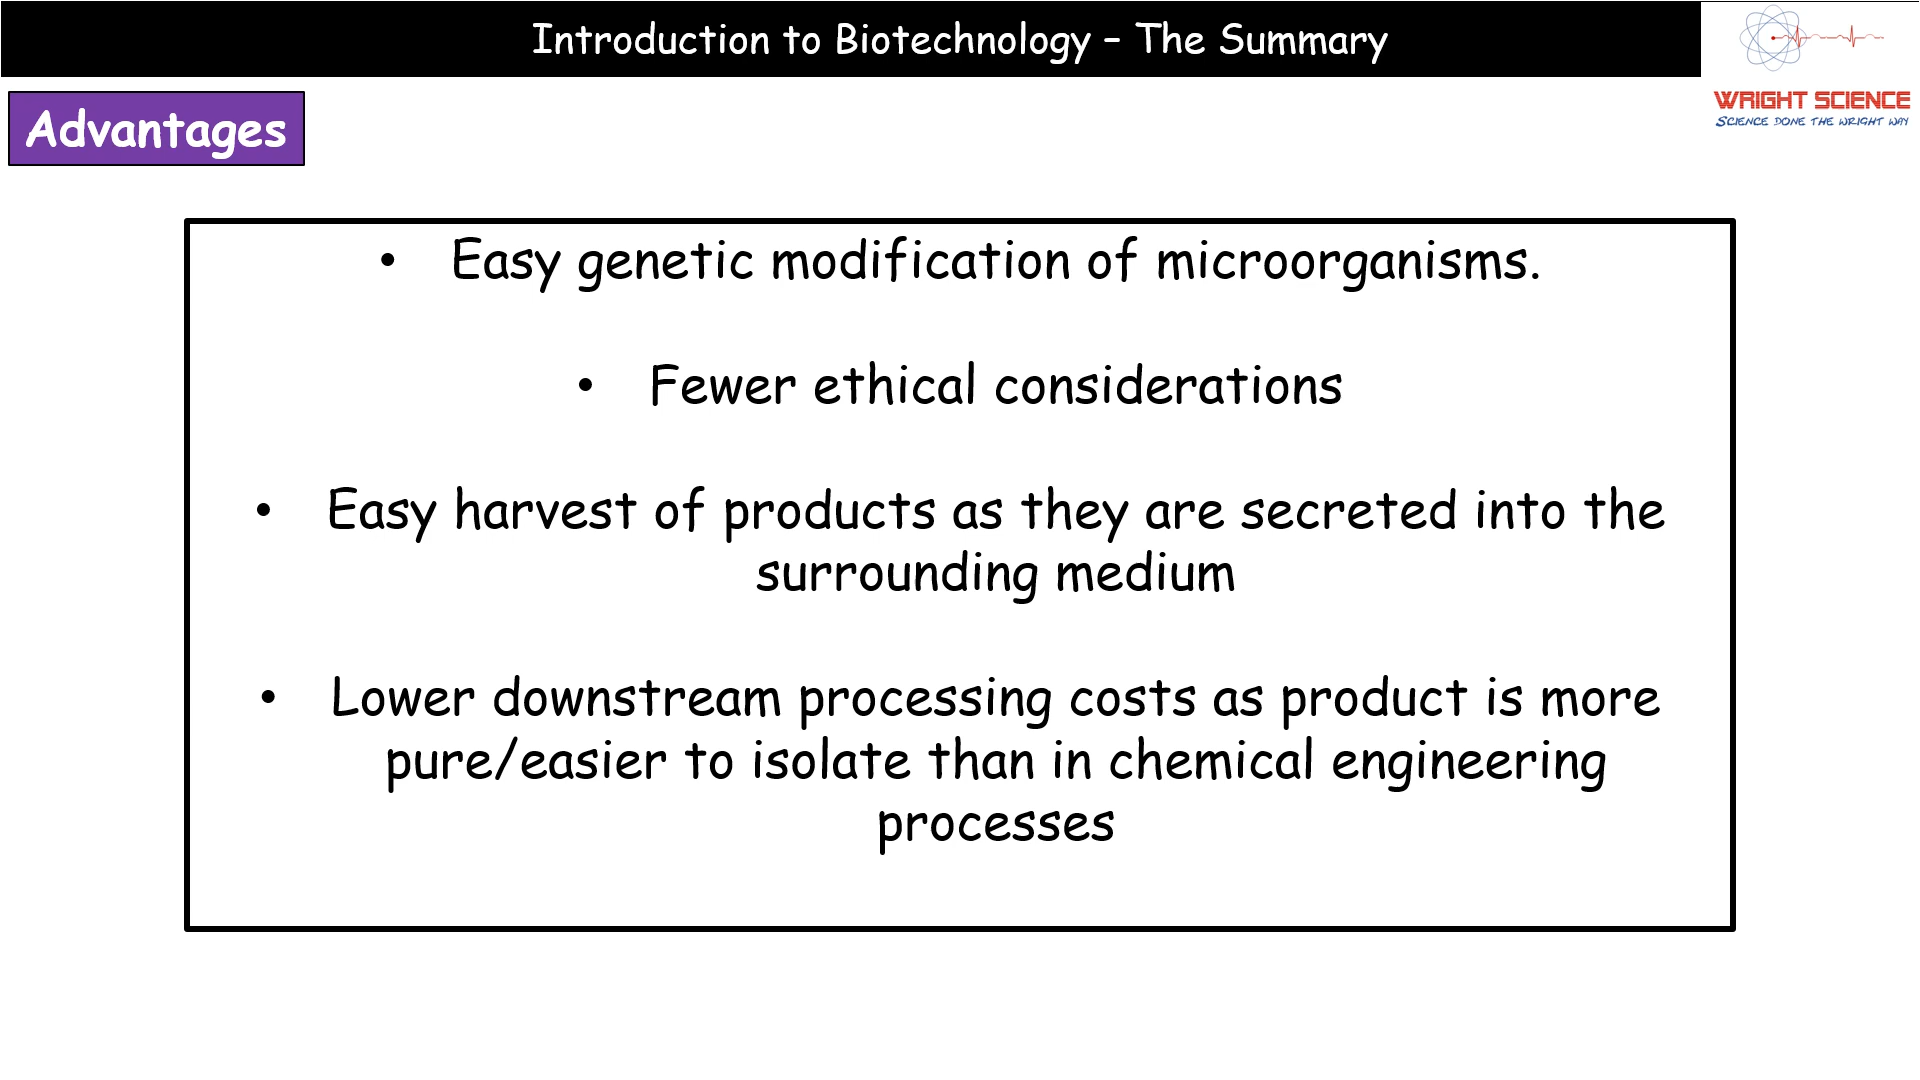 Introduction to Biotechnology – The Summary
WRIGHT SCIENCE
SCIENCE DONE THE WRIGHT WAY
Advantages
• Easy genetic modification of microorganisms.
• Fewer ethical considerations
• Easy harvest of products as they are secreted into the
surrounding medium
• Lower downstream processing costs as product is more
pure/easier to isolate than in chemical engineering
processes